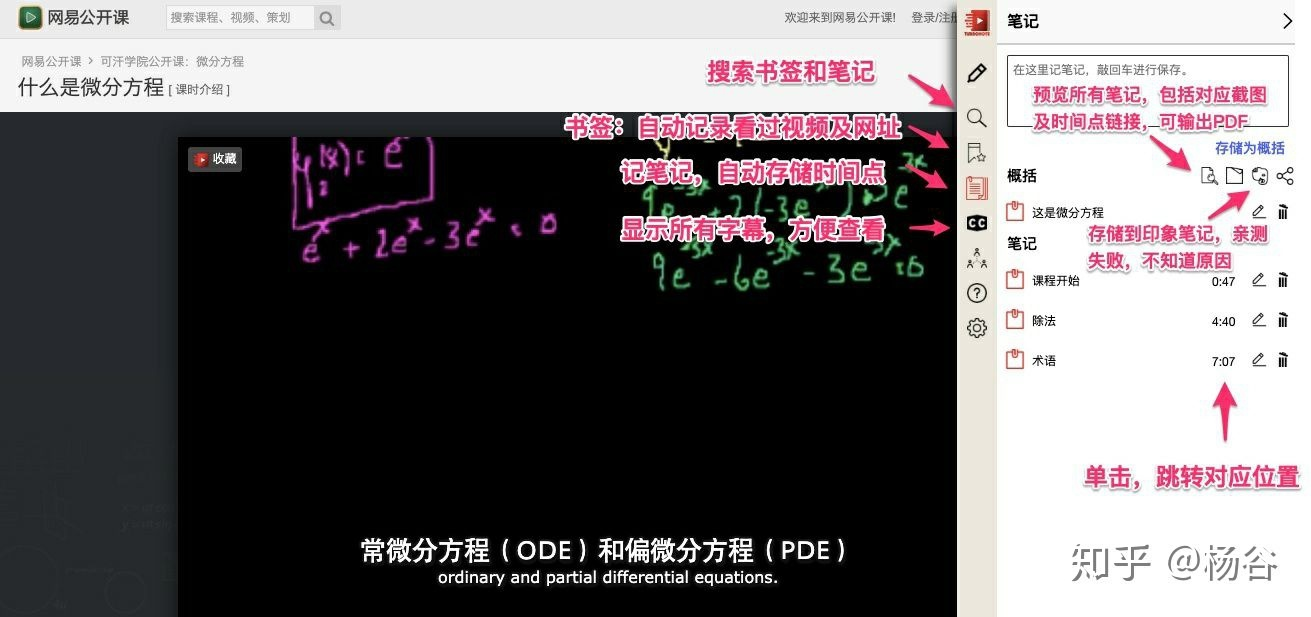 网易公开课
搜索课程、视频、策划
欢迎来到网易公开课! 登录/注册
网易公开课 > 可汗学院公开课：微分方程
什么是微分方程 [ 课时介绍 ]
收藏
搜索书签和笔记
书签：自动记录看过视频及网址
记笔记，自动存储时间点
显示所有字幕，方便查看
eˣ + 2eˣ - 3eˣ = 0
9e⁻³ˣ - 6e⁻³ˣ - 3e⁻³ˣ = 0
常微分方程（ODE）和偏微分方程（PDE）
ordinary and partial differential equations.
TURBONOTE
CC
笔记
在这里记笔记，敲回车进行保存。
预览所有笔记，包括对应截图
及时间点链接，可输出PDF
存储为概括
概括
这是微分方程
存储到印象笔记，亲测
失败，不知道原因
笔记
课程开始 0:47
除法 4:40
术语 7:07
单击，跳转对应位置
知乎 @杨谷